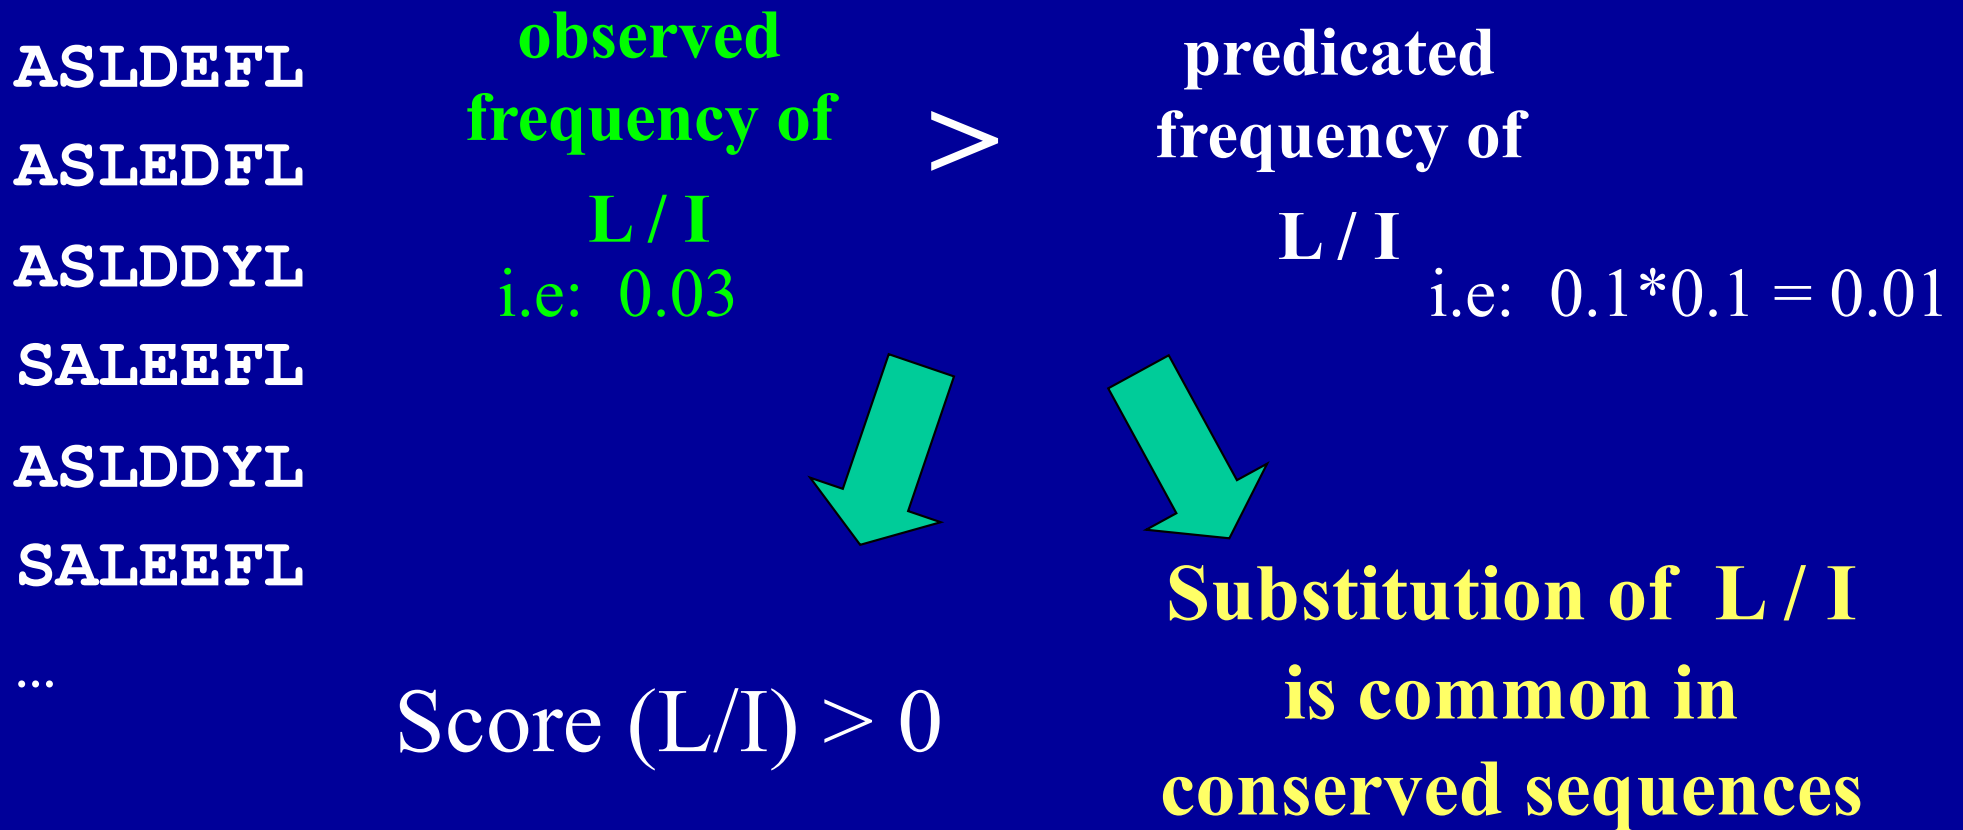 ASLDEFL
ASLEDFL
ASLDDYL
SALEEFL
ASLDDYL
SALEEFL
...
observed
frequency of
L / I
i.e: 0.03
>
predicated
frequency of
L / I
i.e: 0.1*0.1 = 0.01
Score (L/I) > 0
Substitution of L / I
is common in
conserved sequences